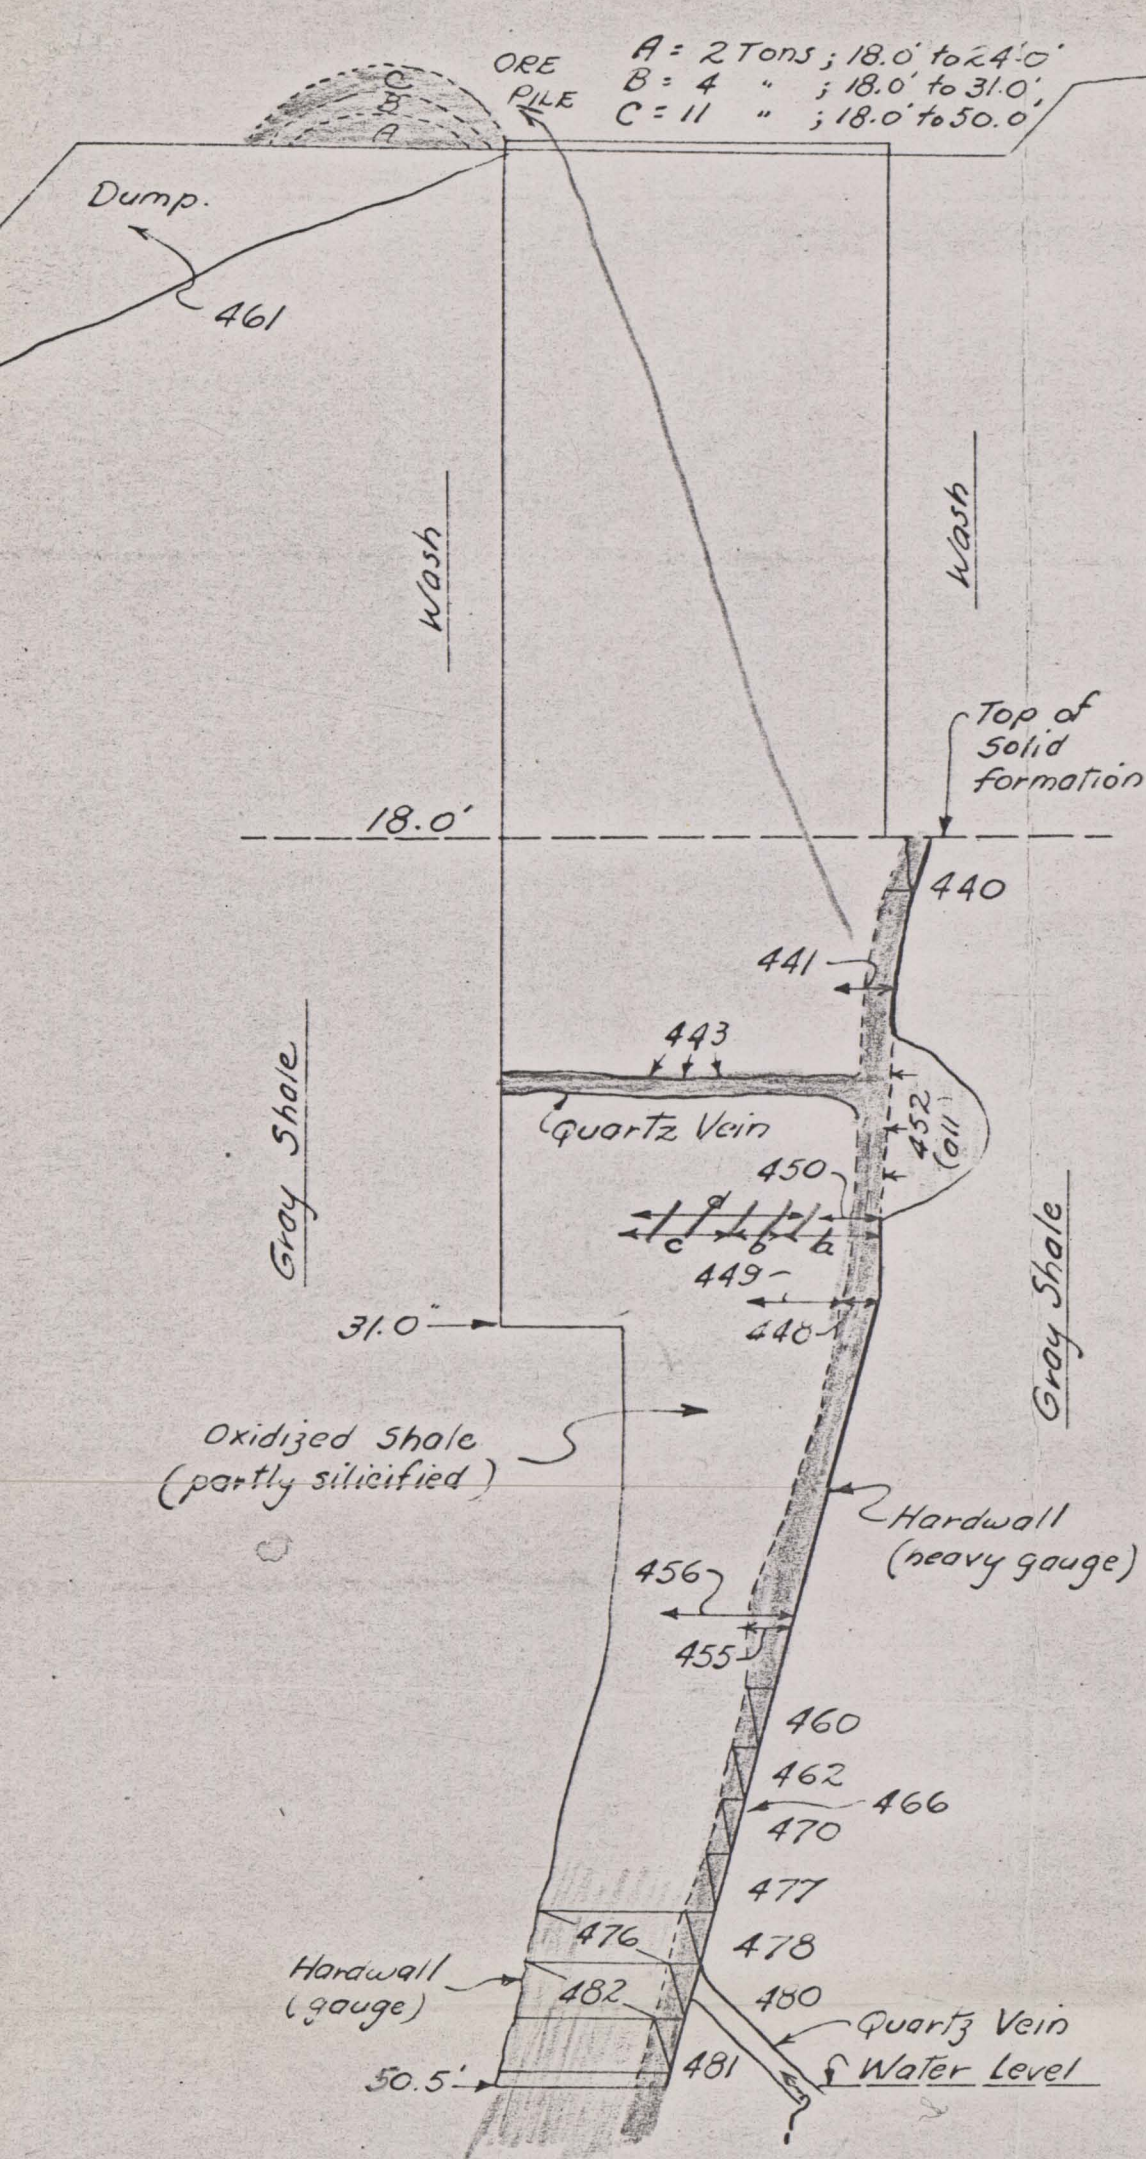 ORE
PILE
A = 2 Tons ; 18.0' to 24.0'
B = 4 " ; 18.0' to 31.0'
C = 11 " ; 18.0' to 50.0'
C
B
A
Dump.
461
Wash
Wash
Top of
Solid
formation
18.0'
440
441
443
Quartz Vein
452
(all)
450
d
c
b
a
449
448
Gray Shale
Gray Shale
31.0"
Oxidized Shale
(partly silicified)
Hardwall
(heavy gauge)
456
455
460
462
466
470
477
476
478
Hardwall
(gauge)
482
480
Quartz Vein
Water Level
481
50.5'
?